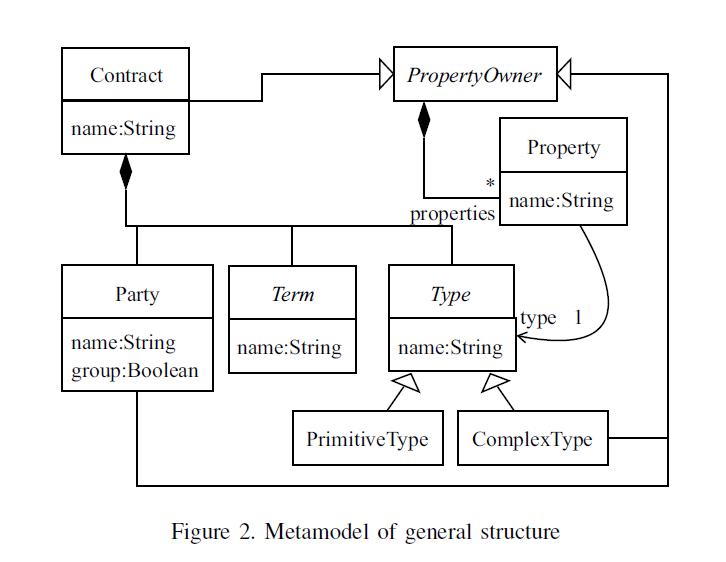 Contract
name:String
PropertyOwner
Property
name:String
*
properties
Party
name:String
group:Boolean
Term
name:String
Type
name:String
type 1
PrimitiveType
ComplexType
Figure 2. Metamodel of general structure